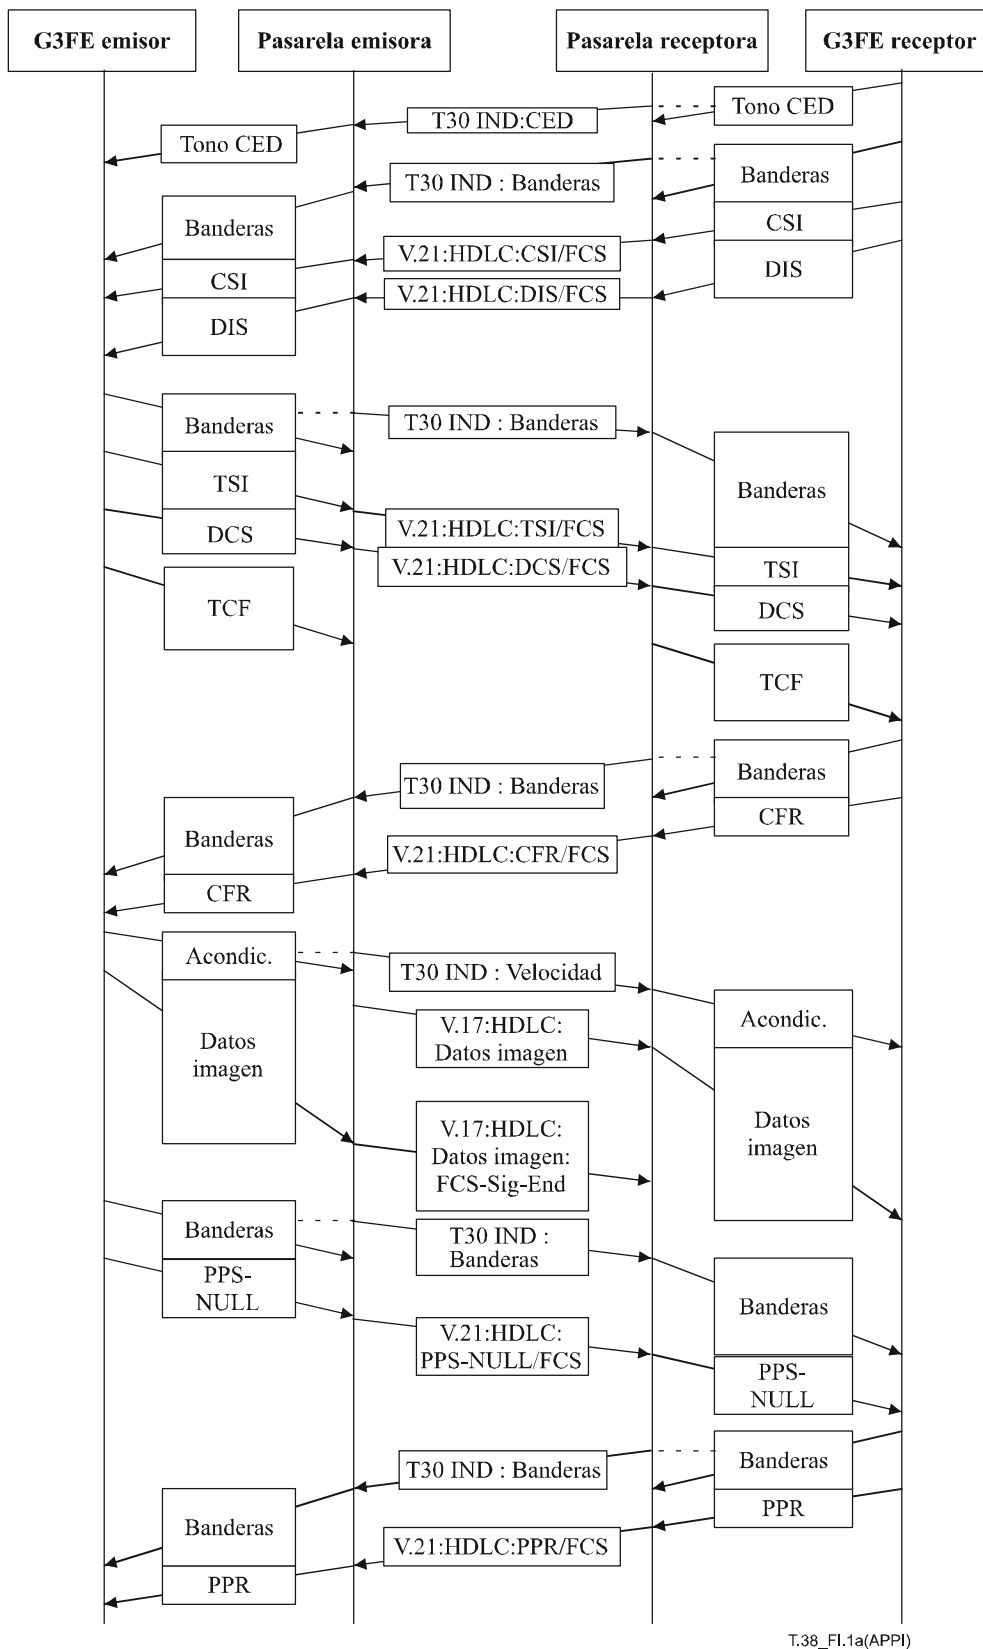 G3FE emisor
Pasarela emisora
Pasarela receptora
G3FE receptor
Tono CED
T30 IND:CED
Tono CED
Banderas
T30 IND : Banderas
Banderas
CSI
V.21:HDLC:CSI/FCS
CSI
DIS
V.21:HDLC:DIS/FCS
DIS
Banderas
T30 IND : Banderas
Banderas
TSI
V.21:HDLC:TSI/FCS
DCS
V.21:HDLC:DCS/FCS
TSI
TCF
DCS
TCF
Banderas
T30 IND : Banderas
CFR
Banderas
V.21:HDLC:CFR/FCS
CFR
Acondic.
T30 IND : Velocidad
Acondic.
V.17:HDLC:
Datos imagen
Datos
imagen
Datos
imagen
V.17:HDLC:
Datos imagen:
FCS-Sig-End
Banderas
T30 IND :
Banderas
PPS-
NULL
Banderas
V.21:HDLC:
PPS-NULL/FCS
PPS-
NULL
Banderas
T30 IND : Banderas
PPR
Banderas
V.21:HDLC:PPR/FCS
PPR
T.38_FI.1a(APPI)